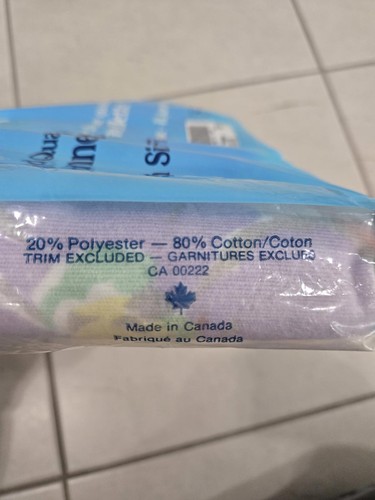 20% Polyester — 80% Cotton/Coton
TRIM EXCLUDED — GARNITURES EXCLUES
CA 00222
Made in Canada
Fabriqué au Canada